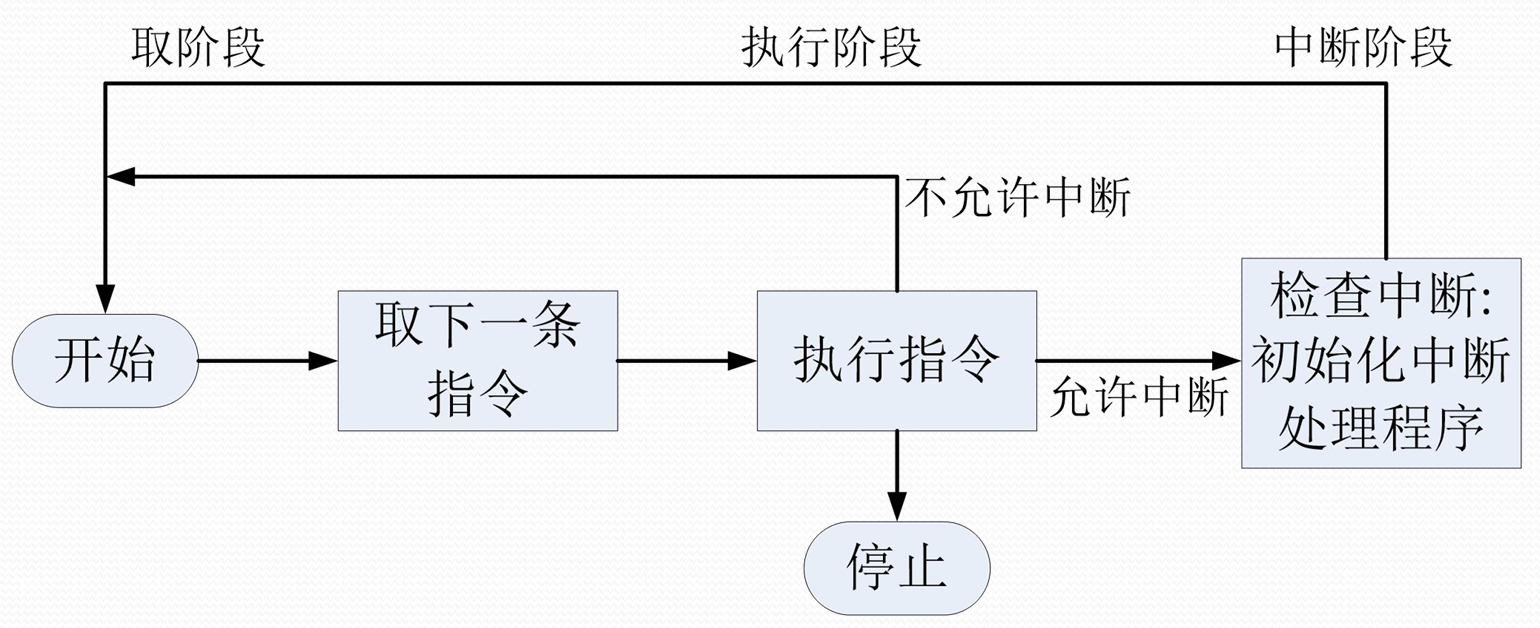 取阶段
执行阶段
中断阶段
不允许中断
开始
取下一条
指令
执行指令
允许中断
检查中断:
初始化中断
处理程序
停止